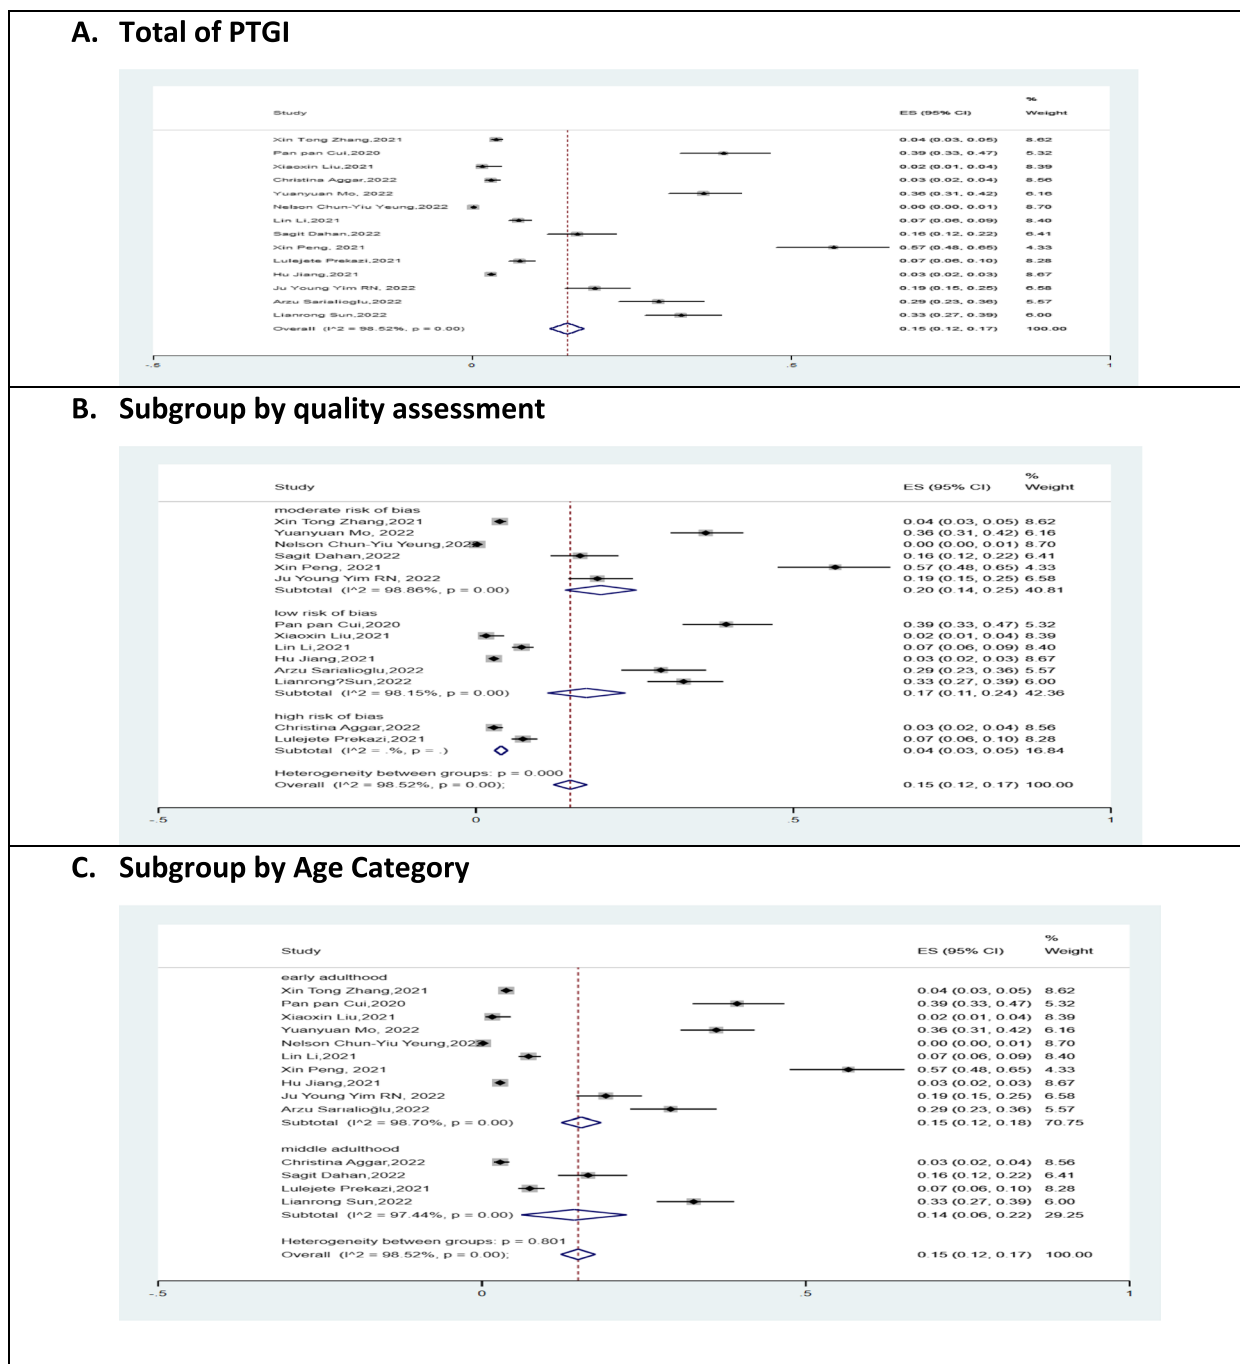 A. Total of PTGI
%
Study ES (95% CI) Weight
Xin Tong Zhang,2021 0.04 (0.03, 0.05) 8.62
Pan pan Cui,2020 0.39 (0.33, 0.47) 5.32
Xiaoxin Liu,2021 0.02 (0.01, 0.04) 8.39
Christina Aggar,2022 0.03 (0.02, 0.04) 8.56
Yuanyuan Mo, 2022 0.36 (0.31, 0.42) 6.16
Nelson Chun-Yiu Yeung,2022 0.00 (0.00, 0.01) 8.70
Lin Li,2021 0.07 (0.06, 0.09) 8.40
Sagit Dahan,2022 0.16 (0.12, 0.22) 6.41
Xin Peng, 2021 0.57 (0.48, 0.65) 4.33
Lulejete Prekazi,2021 0.07 (0.06, 0.10) 8.28
Hu Jiang,2021 0.03 (0.02, 0.03) 8.67
Ju Young Yim RN, 2022 0.19 (0.15, 0.25) 6.58
Arzu Sarialioglu,2022 0.29 (0.23, 0.36) 5.57
Lianrong Sun,2022 0.33 (0.27, 0.39) 6.00
Overall (I^2 = 98.52%, p = 0.00) 0.15 (0.12, 0.17) 100.00
-.5 0 .5 1
B. Subgroup by quality assessment
%
Study ES (95% CI) Weight
moderate risk of bias
Xin Tong Zhang,2021 0.04 (0.03, 0.05) 8.62
Yuanyuan Mo, 2022 0.36 (0.31, 0.42) 6.16
Nelson Chun-Yiu Yeung,2022 0.00 (0.00, 0.01) 8.70
Sagit Dahan,2022 0.16 (0.12, 0.22) 6.41
Xin Peng, 2021 0.57 (0.48, 0.65) 4.33
Ju Young Yim RN, 2022 0.19 (0.15, 0.25) 6.58
Subtotal (I^2 = 98.86%, p = 0.00) 0.20 (0.14, 0.25) 40.81
low risk of bias
Pan pan Cui,2020 0.39 (0.33, 0.47) 5.32
Xiaoxin Liu,2021 0.02 (0.01, 0.04) 8.39
Lin Li,2021 0.07 (0.06, 0.09) 8.40
Hu Jiang,2021 0.03 (0.02, 0.03) 8.67
Arzu Sarialioglu,2022 0.29 (0.23, 0.36) 5.57
Lianrong?Sun,2022 0.33 (0.27, 0.39) 6.00
Subtotal (I^2 = 98.15%, p = 0.00) 0.17 (0.11, 0.24) 42.36
high risk of bias
Christina Aggar,2022 0.03 (0.02, 0.04) 8.56
Lulejete Prekazi,2021 0.07 (0.06, 0.10) 8.28
Subtotal (I^2 = .%, p = .) 0.04 (0.03, 0.05) 16.84
Heterogeneity between groups: p = 0.000
Overall (I^2 = 98.52%, p = 0.00); 0.15 (0.12, 0.17) 100.00
-.5 0 .5 1
C. Subgroup by Age Category
%
Study ES (95% CI) Weight
early adulthood
Xin Tong Zhang,2021 0.04 (0.03, 0.05) 8.62
Pan pan Cui,2020 0.39 (0.33, 0.47) 5.32
Xiaoxin Liu,2021 0.02 (0.01, 0.04) 8.39
Yuanyuan Mo, 2022 0.36 (0.31, 0.42) 6.16
Nelson Chun-Yiu Yeung,2022 0.00 (0.00, 0.01) 8.70
Lin Li,2021 0.07 (0.06, 0.09) 8.40
Xin Peng, 2021 0.57 (0.48, 0.65) 4.33
Hu Jiang,2021 0.03 (0.02, 0.03) 8.67
Ju Young Yim RN, 2022 0.19 (0.15, 0.25) 6.58
Arzu Sarıalioğlu,2022 0.29 (0.23, 0.36) 5.57
Subtotal (I^2 = 98.70%, p = 0.00) 0.15 (0.12, 0.18) 70.75
middle adulthood
Christina Aggar,2022 0.03 (0.02, 0.04) 8.56
Sagit Dahan,2022 0.16 (0.12, 0.22) 6.41
Lulejete Prekazi,2021 0.07 (0.06, 0.10) 8.28
Lianrong Sun,2022 0.33 (0.27, 0.39) 6.00
Subtotal (I^2 = 97.44%, p = 0.00) 0.14 (0.06, 0.22) 29.25
Heterogeneity between groups: p = 0.801
Overall (I^2 = 98.52%, p = 0.00); 0.15 (0.12, 0.17) 100.00
-.5 0 .5 1